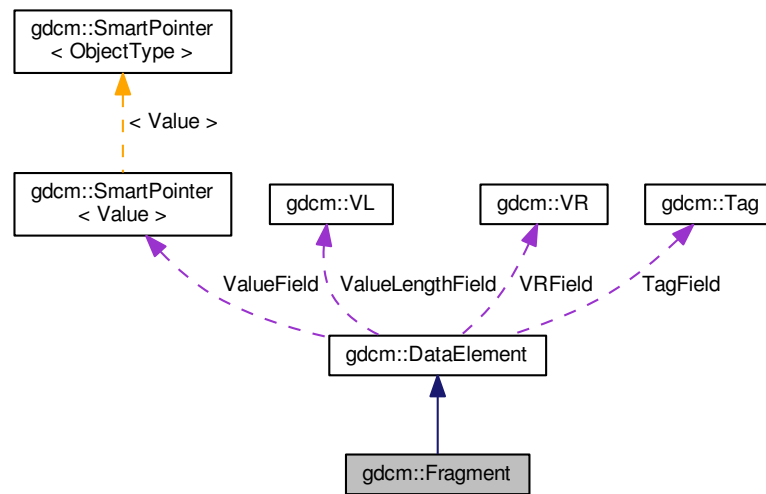 gdcm::SmartPointer
< ObjectType >
< Value >
gdcm::SmartPointer
< Value >
gdcm::VL
gdcm::VR
gdcm::Tag
ValueField
ValueLengthField
VRField
TagField
gdcm::DataElement
gdcm::Fragment